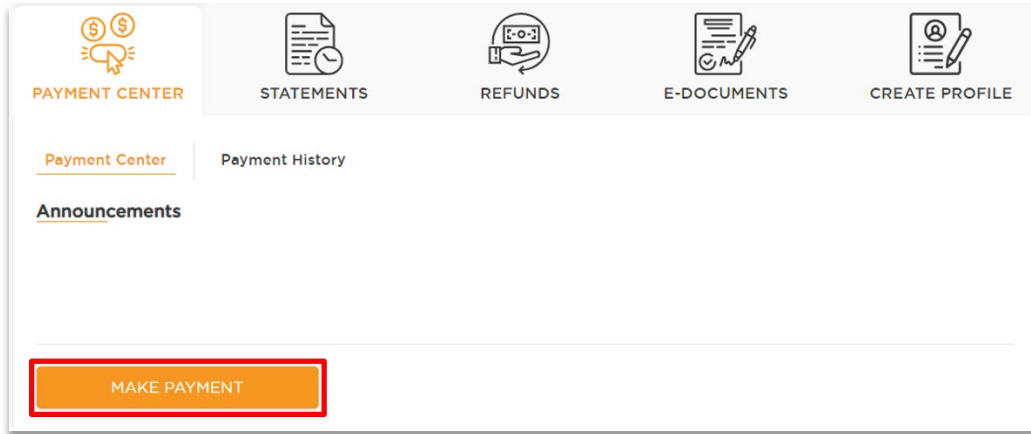 PAYMENT CENTER
STATEMENTS
REFUNDS
E-DOCUMENTS
CREATE PROFILE
Payment Center
Payment History
Announcements
MAKE PAYMENT